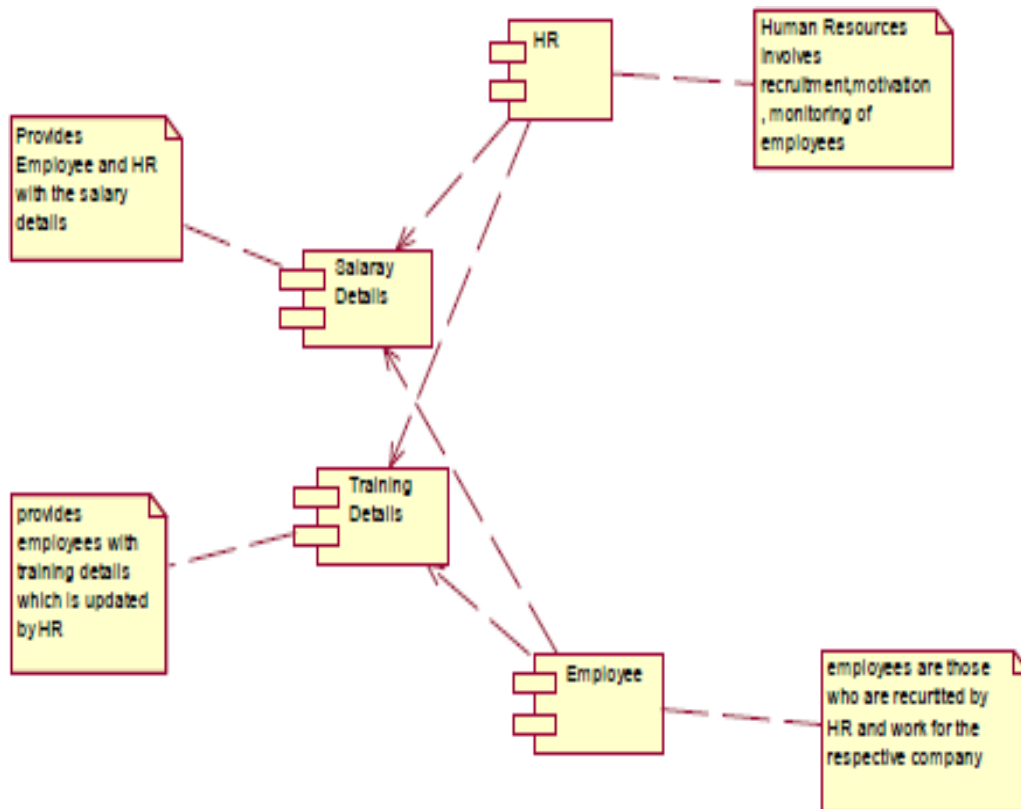 HR
Human Resources
Involves
recruitment,motivation
, monitoring of
employees
Provides
Employee and HR
with the salary
details
Salaray
Details
Training
Details
provides
employees with
training details
which is updated
by HR
Employee
employees are those
who are recurtted by
HR and work for the
respective company